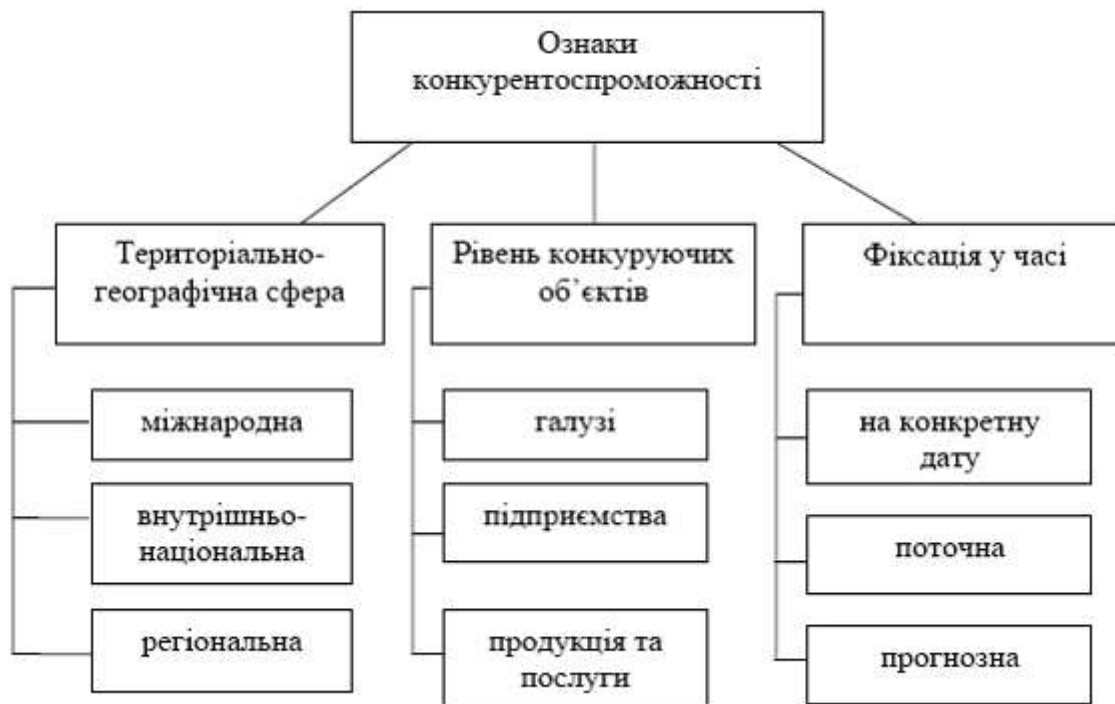 Ознаки
конкурентоспроможності
Територіально-
географічна сфера
міжнародна
внутрішньо-
національна
регіональна
Рівень конкуруючих
об’єктів
галузі
підприємства
продукція та
послуги
Фіксація у часі
на конкретну
дату
поточна
прогнозна